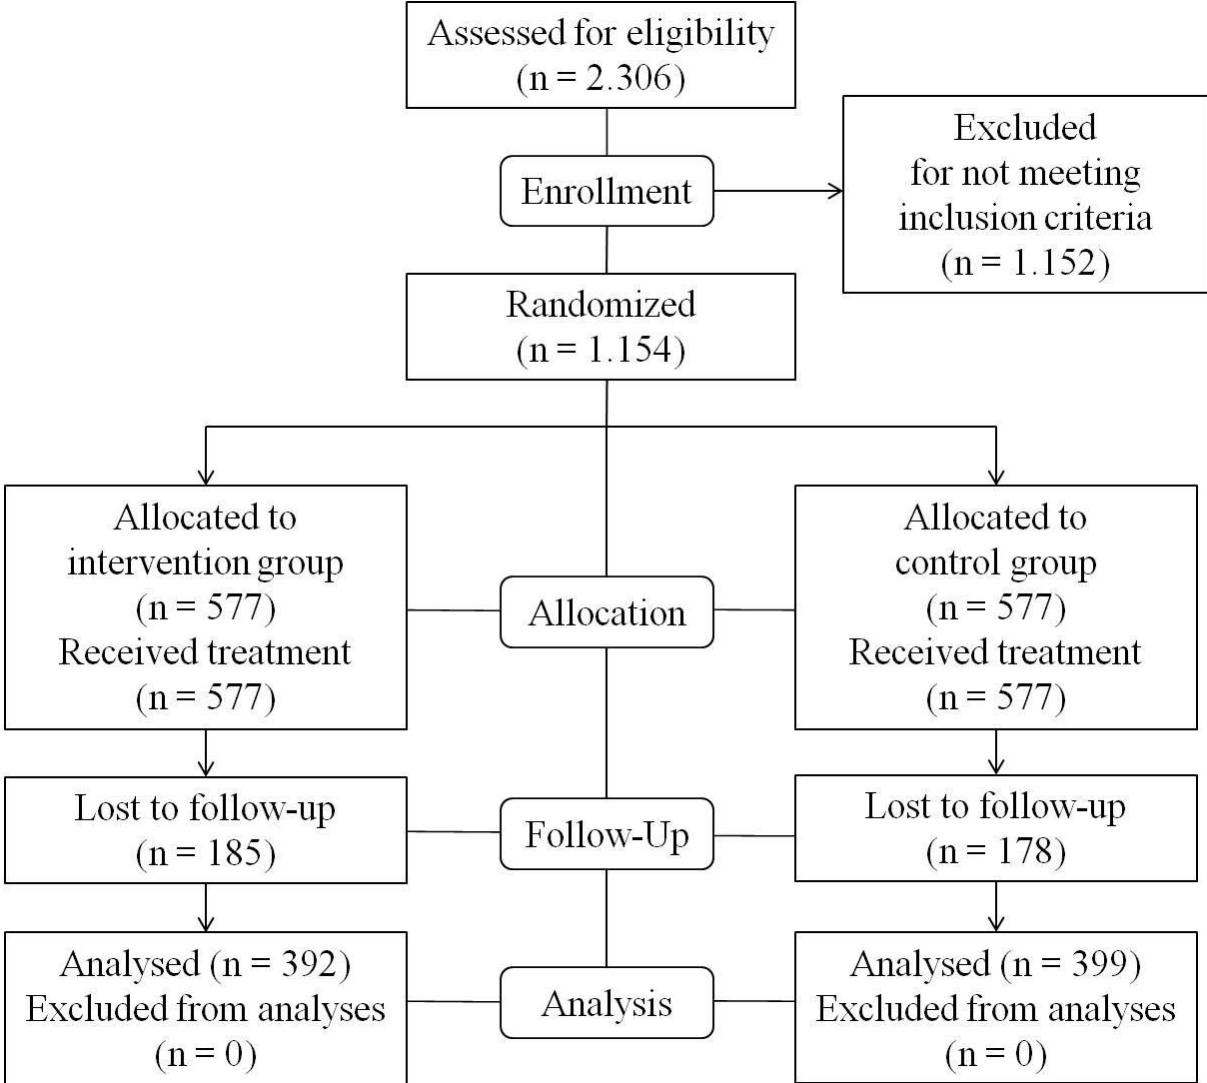 Assessed for eligibility
(n = 2.306)
Enrollment
Excluded
for not meeting
inclusion criteria
(n = 1.152)
Randomized
(n = 1.154)
Allocated to
intervention group
(n = 577)
Received treatment
(n = 577)
Allocation
Allocated to
control group
(n = 577)
Received treatment
(n = 577)
Lost to follow-up
(n = 185)
Follow-Up
Lost to follow-up
(n = 178)
Analysed (n = 392)
Excluded from analyses
(n = 0)
Analysis
Analysed (n = 399)
Excluded from analyses
(n = 0)